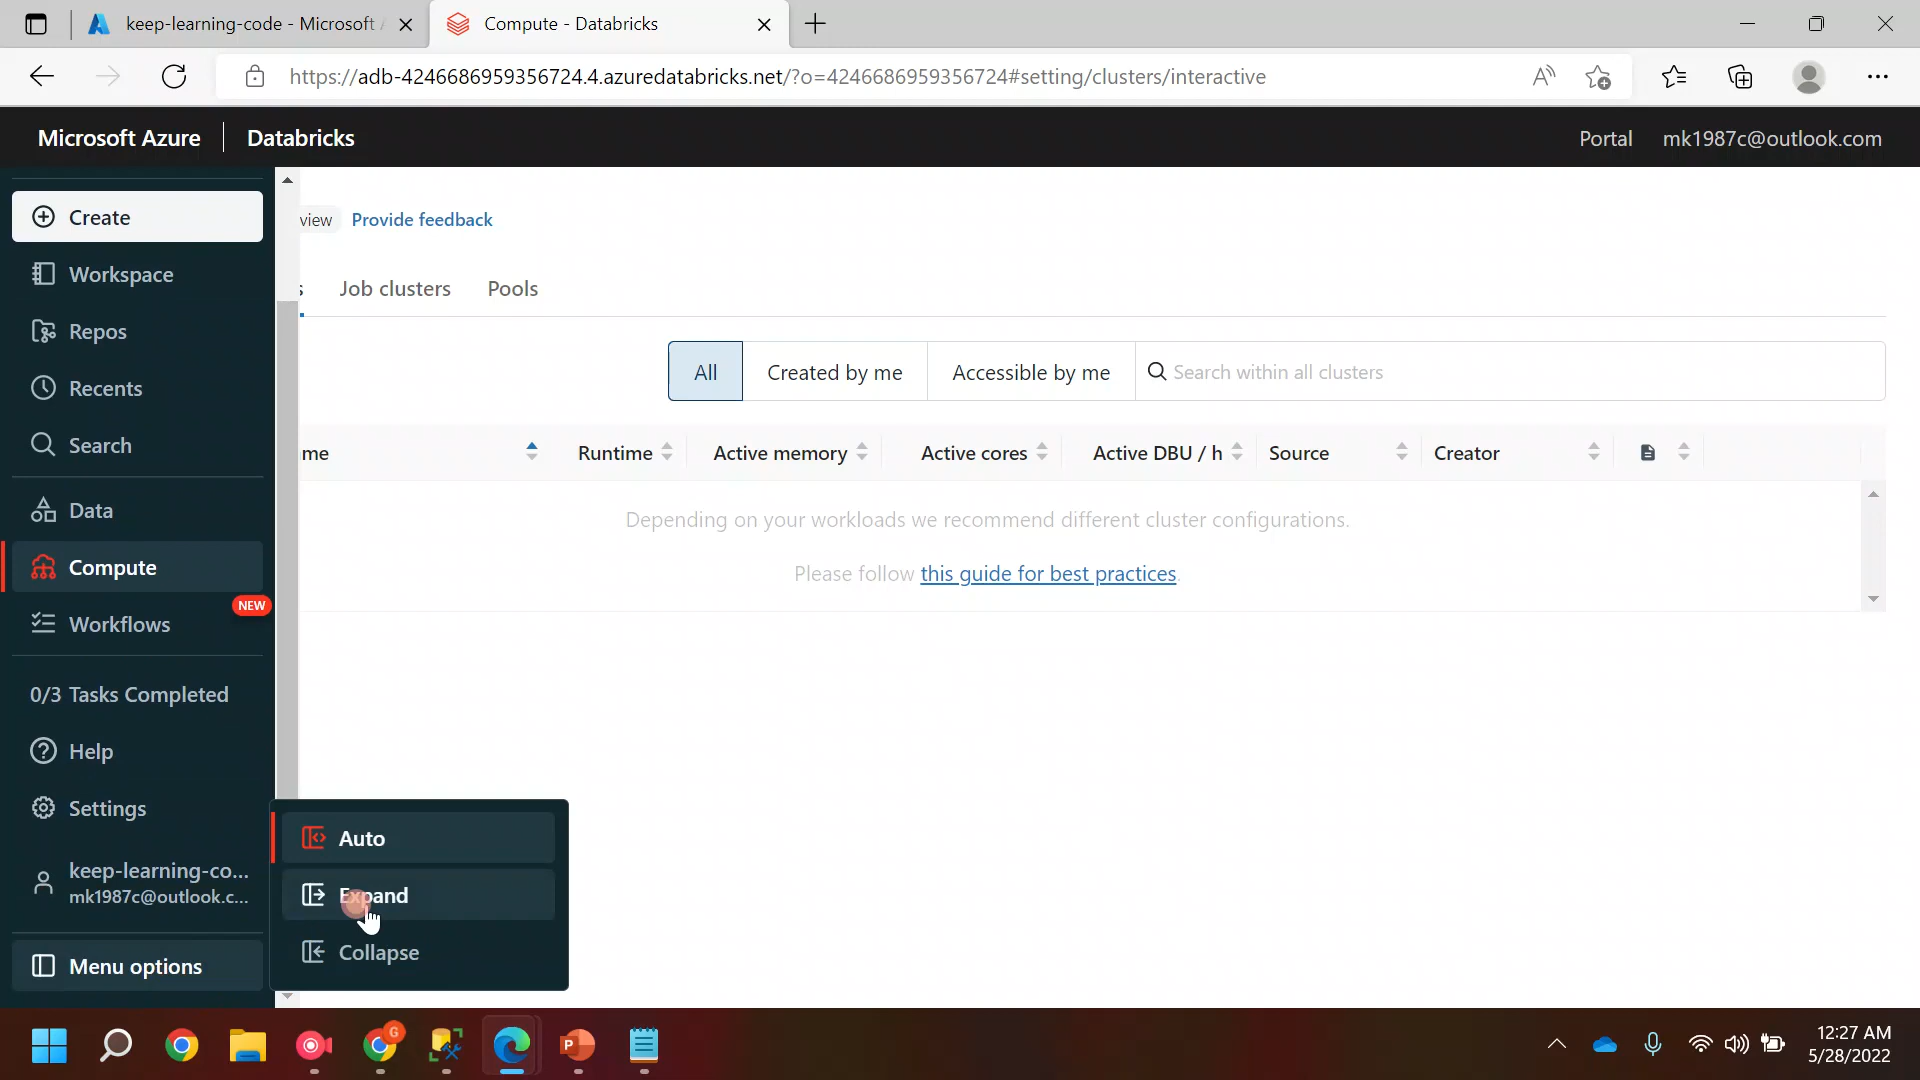 keep-learning-code - Microsoft
Compute - Databricks
https://adb-4246686959356724.4.azuredatabricks.net/?o=4246686959356724#setting/clusters/interactive
Microsoft Azure
Databricks
Portal
mk1987c@outlook.com
Create
Workspace
Repos
Recents
Search
Data
Compute
NEW
Workflows
0/3 Tasks Completed
Help
Settings
keep-learning-co...
mk1987c@outlook.c...
Menu options
Auto
Expand
Collapse
view
Provide feedback
s
Job clusters
Pools
All
Created by me
Accessible by me
Search within all clusters
me
Runtime
Active memory
Active cores
Active DBU / h
Source
Creator
Depending on your workloads we recommend different cluster configurations.
Please follow this guide for best practices.
G
P
12:27 AM
5/28/2022